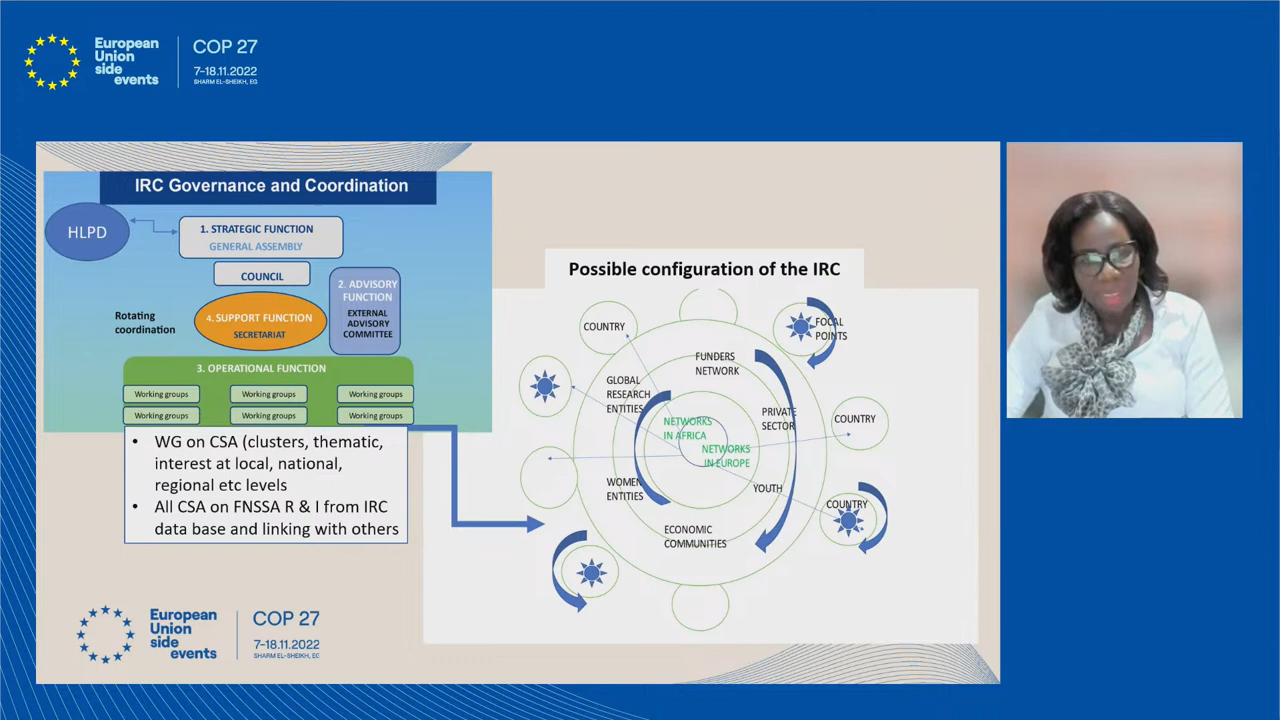 European
Union
side
events
COP 27
7-18.11.2022
SHARM EL-SHEIKH, EG
IRC Governance and Coordination
HLPD
1. STRATEGIC FUNCTION
GENERAL ASSEMBLY
COUNCIL
2. ADVISORY
FUNCTION
EXTERNAL
ADVISORY
COMMITTEE
Rotating
coordination
4. SUPPORT FUNCTION
SECRETARIAT
3. OPERATIONAL FUNCTION
Working groups
Working groups
Working groups
Working groups
Working groups
Working groups
• WG on CSA (clusters, thematic,
interest at local, national,
regional etc levels
• All CSA on FNSSA R & I from IRC
data base and linking with others
Possible configuration of the IRC
COUNTRY
FOCAL
POINTS
FUNDERS
NETWORK
GLOBAL
RESEARCH
ENTITIES
PRIVATE
SECTOR
COUNTRY
NETWORKS
IN AFRICA
NETWORKS
IN EUROPE
WOMEN
ENTITIES
YOUTH
COUNTRY
ECONOMIC
COMMUNITIES
European
Union
side
events
COP 27
7-18.11.2022
SHARM EL-SHEIKH, EG